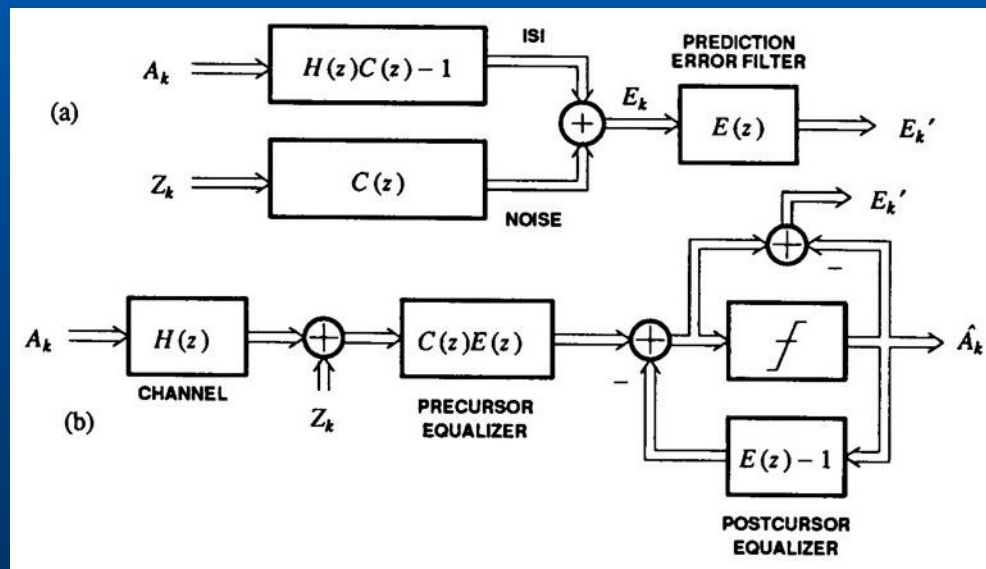 ISI
PREDICTION
ERROR FILTER
A_k
H(z)C(z) − 1
(a)
+
E_k
E(z)
E_k′
Z_k
C(z)
NOISE
E_k′
+
−
A_k
H(z)
+
C(z)E(z)
+
Â_k
−
CHANNEL
Z_k
PRECURSOR
EQUALIZER
(b)
E(z) − 1
POSTCURSOR
EQUALIZER